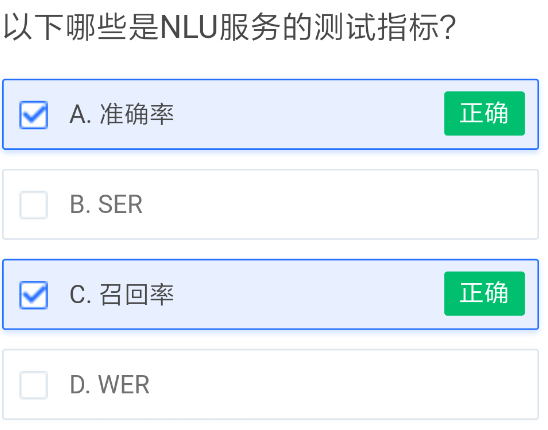 以下哪些是NLU服务的测试指标?
A. 准确率 正确
B. SER
C. 召回率 正确
D. WER